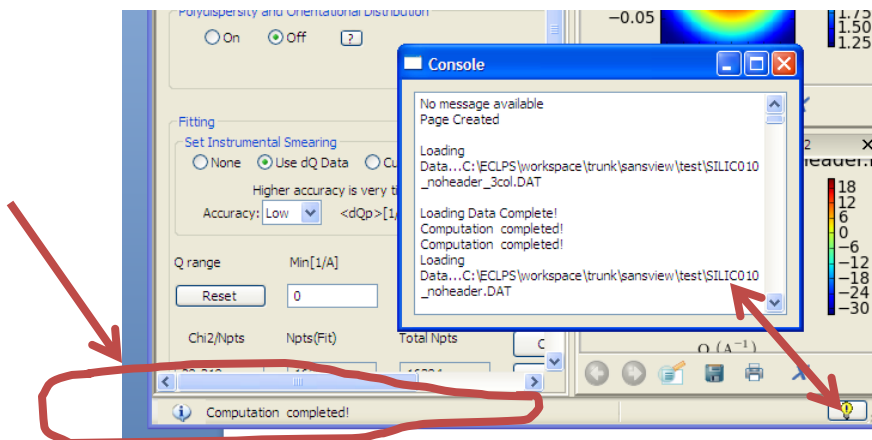 Polydispersity and Orientational Distribution
On Off ?
Fitting
Set Instrumental Smearing
None Use dQ Data
Higher accuracy is very
Accuracy: Low <dQp>[1/
Q range Min[1/A]
Reset 0
Chi2/Npts Npts(Fit) Total Npts
Computation completed!
Console
No message available
Page Created
Loading
Data...C:\ECLPS\workspace\trunk\sansview\test\SILIC010
_noheader_3col.DAT
Loading Data Complete!
Computation completed!
Computation completed!
Loading
Data...C:\ECLPS\workspace\trunk\sansview\test\SILIC010
_noheader.DAT
−0.05
1.75
1.50
1.25
2
18
12
6
0
−6
−12
−18
−24
−30
Q (A⁻¹)